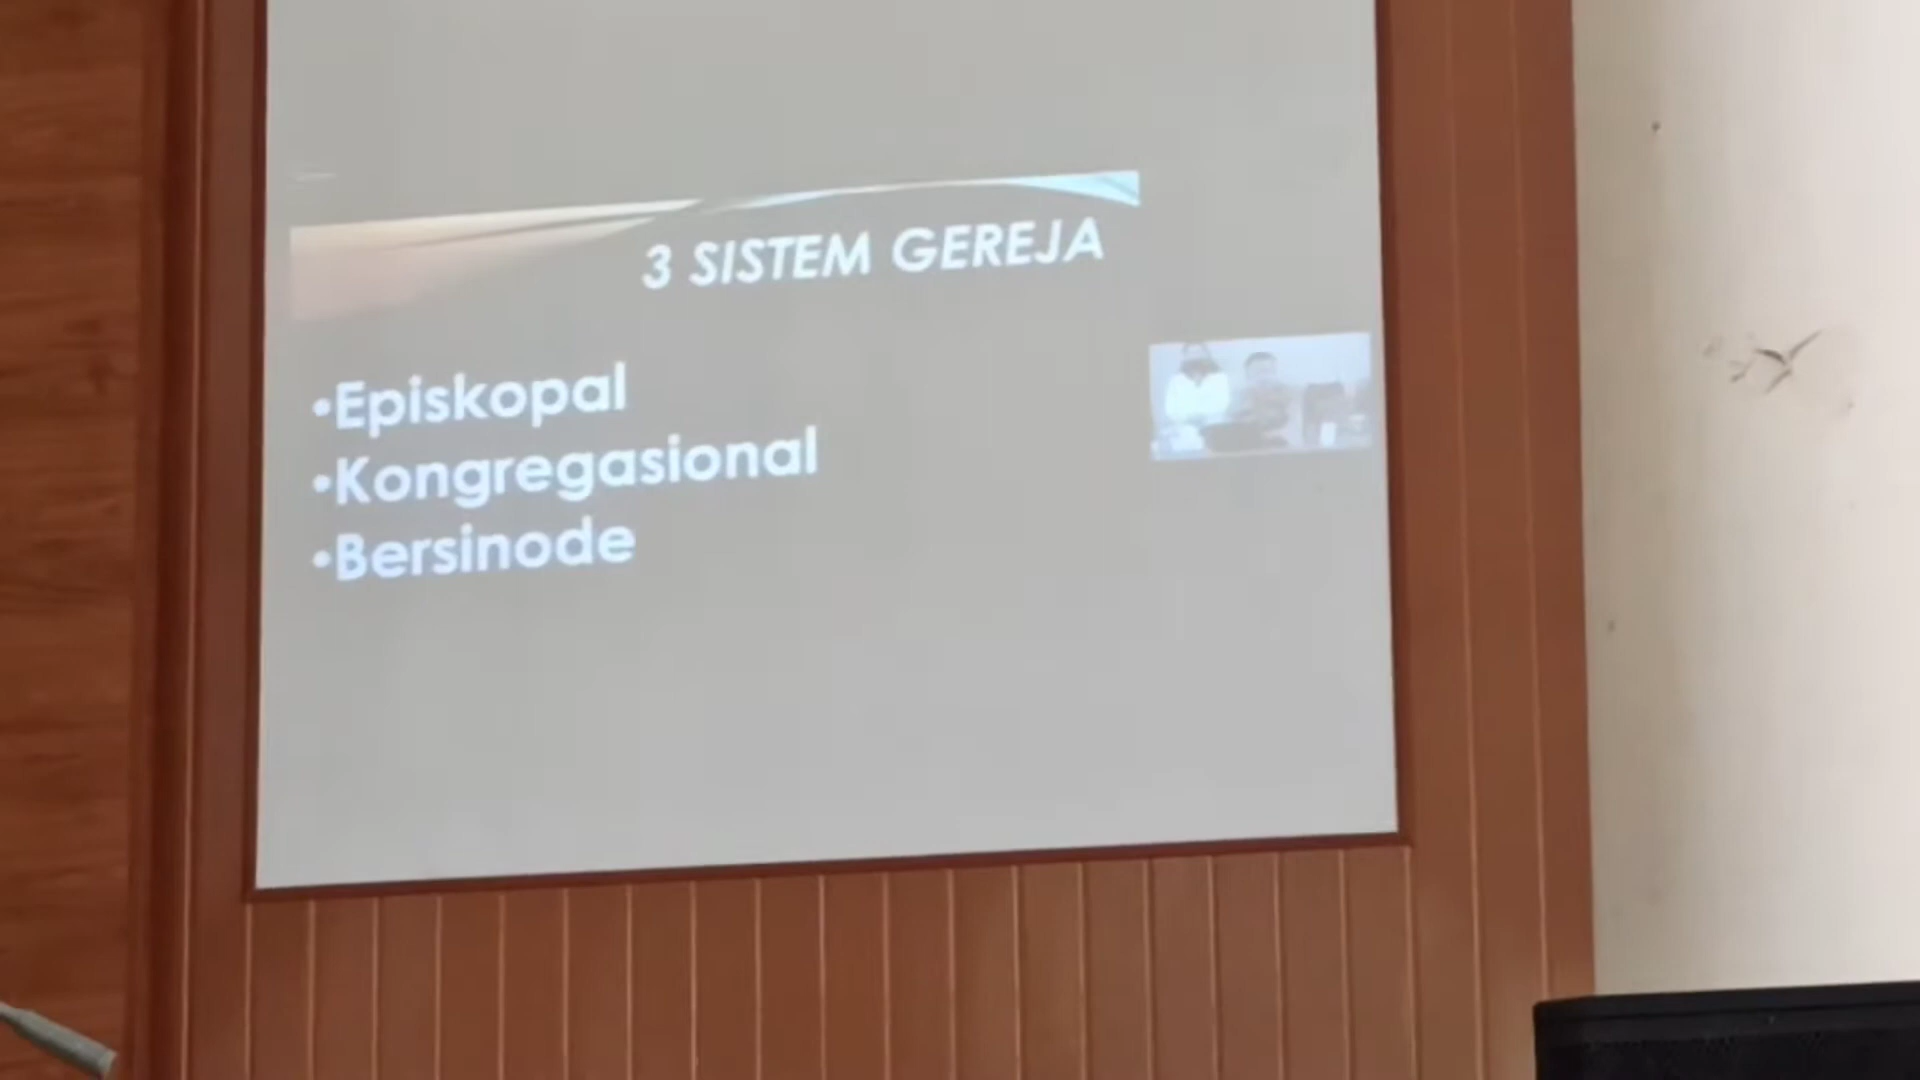 3 SISTEM GEREJA
•Episkopal
•Kongregasional
•Bersinode